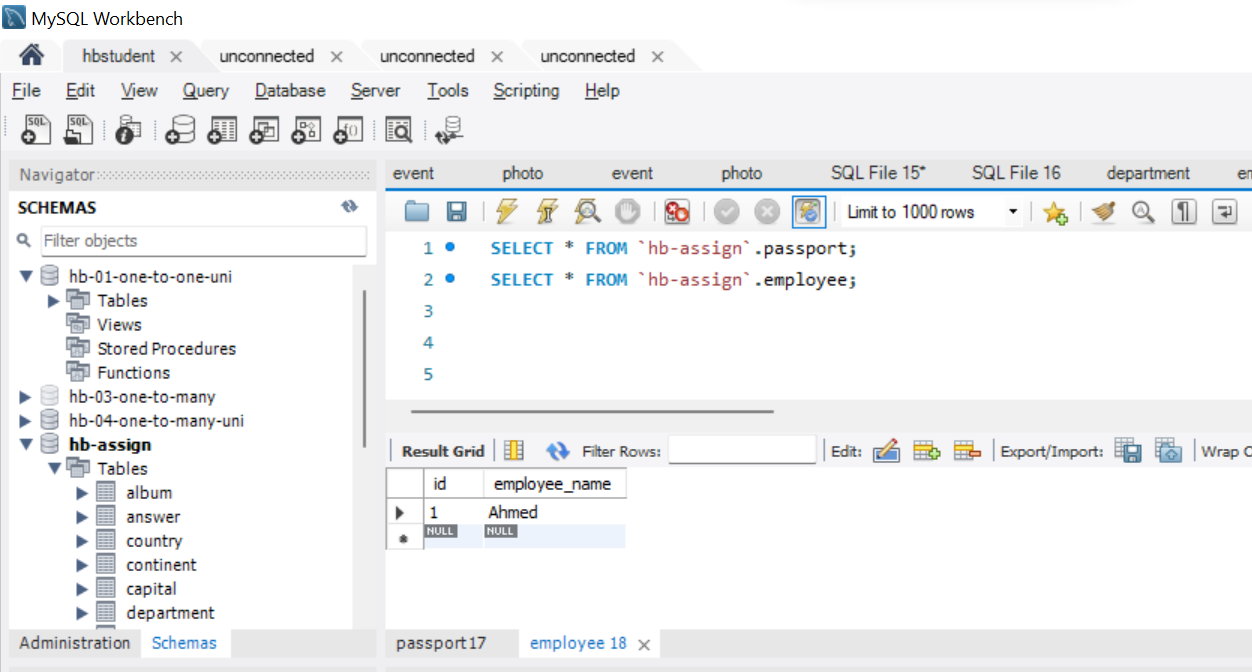 MySQL Workbench
hbstudent unconnected unconnected unconnected
File Edit View Query Database Server Tools Scripting Help
Navigator
SCHEMAS
Filter objects
hb-01-one-to-one-uni
Tables
Views
Stored Procedures
Functions
hb-03-one-to-many
hb-04-one-to-many-uni
hb-assign
Tables
album
answer
country
continent
capital
department
Administration Schemas
event photo event photo SQL File 15* SQL File 16 department en
Limit to 1000 rows
1 SELECT * FROM `hb-assign`.passport;
2 SELECT * FROM `hb-assign`.employee;
3
4
5
Result Grid Filter Rows: Edit: Export/Import: Wrap C
id employee_name
1 Ahmed
NULL NULL
passport17 employee 18